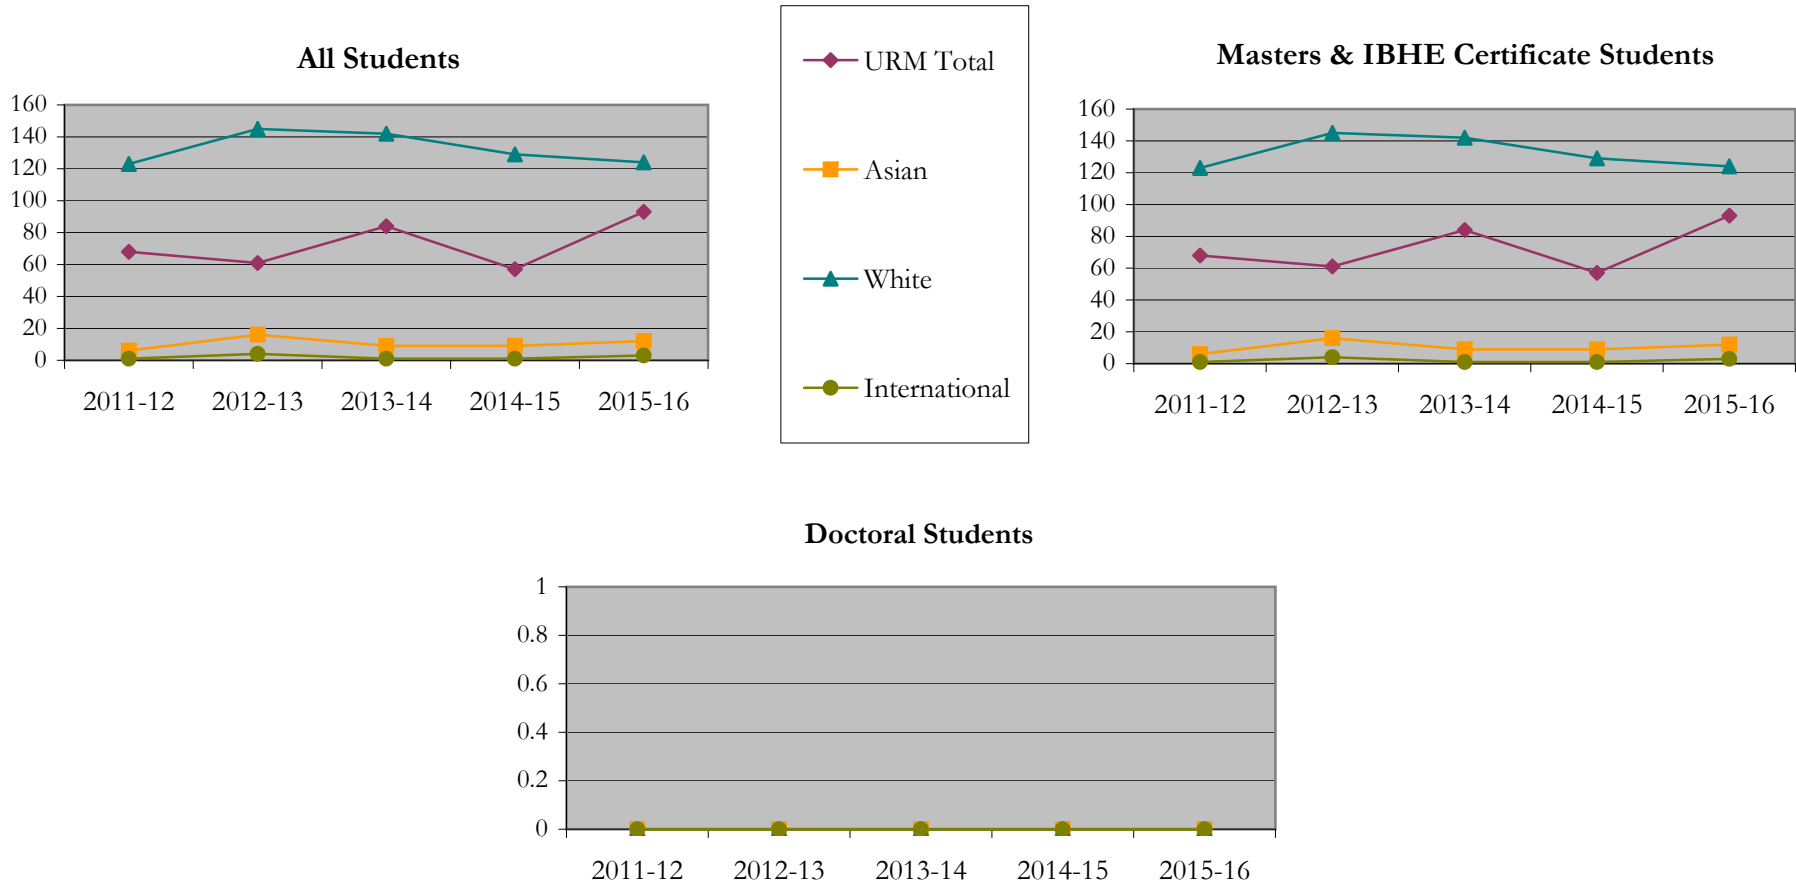 All Students
160
140
120
100
80
60
40
20
0
2011-12 2012-13 2013-14 2014-15 2015-16
URM Total
Asian
White
International
Masters & IBHE Certificate Students
160
140
120
100
80
60
40
20
0
2011-12 2012-13 2013-14 2014-15 2015-16
Doctoral Students
1
0.8
0.6
0.4
0.2
0
2011-12 2012-13 2013-14 2014-15 2015-16